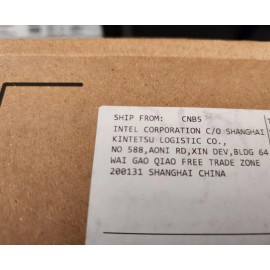 SHIP FROM: CNB5
INTEL CORPORATION C/O SHANGHAI
KINTETSU LOGISTIC CO.,
NO 588,AONI RD,XIN DEV,BLDG 64
WAI GAO QIAO FREE TRADE ZONE
200131 SHANGHAI CHINA